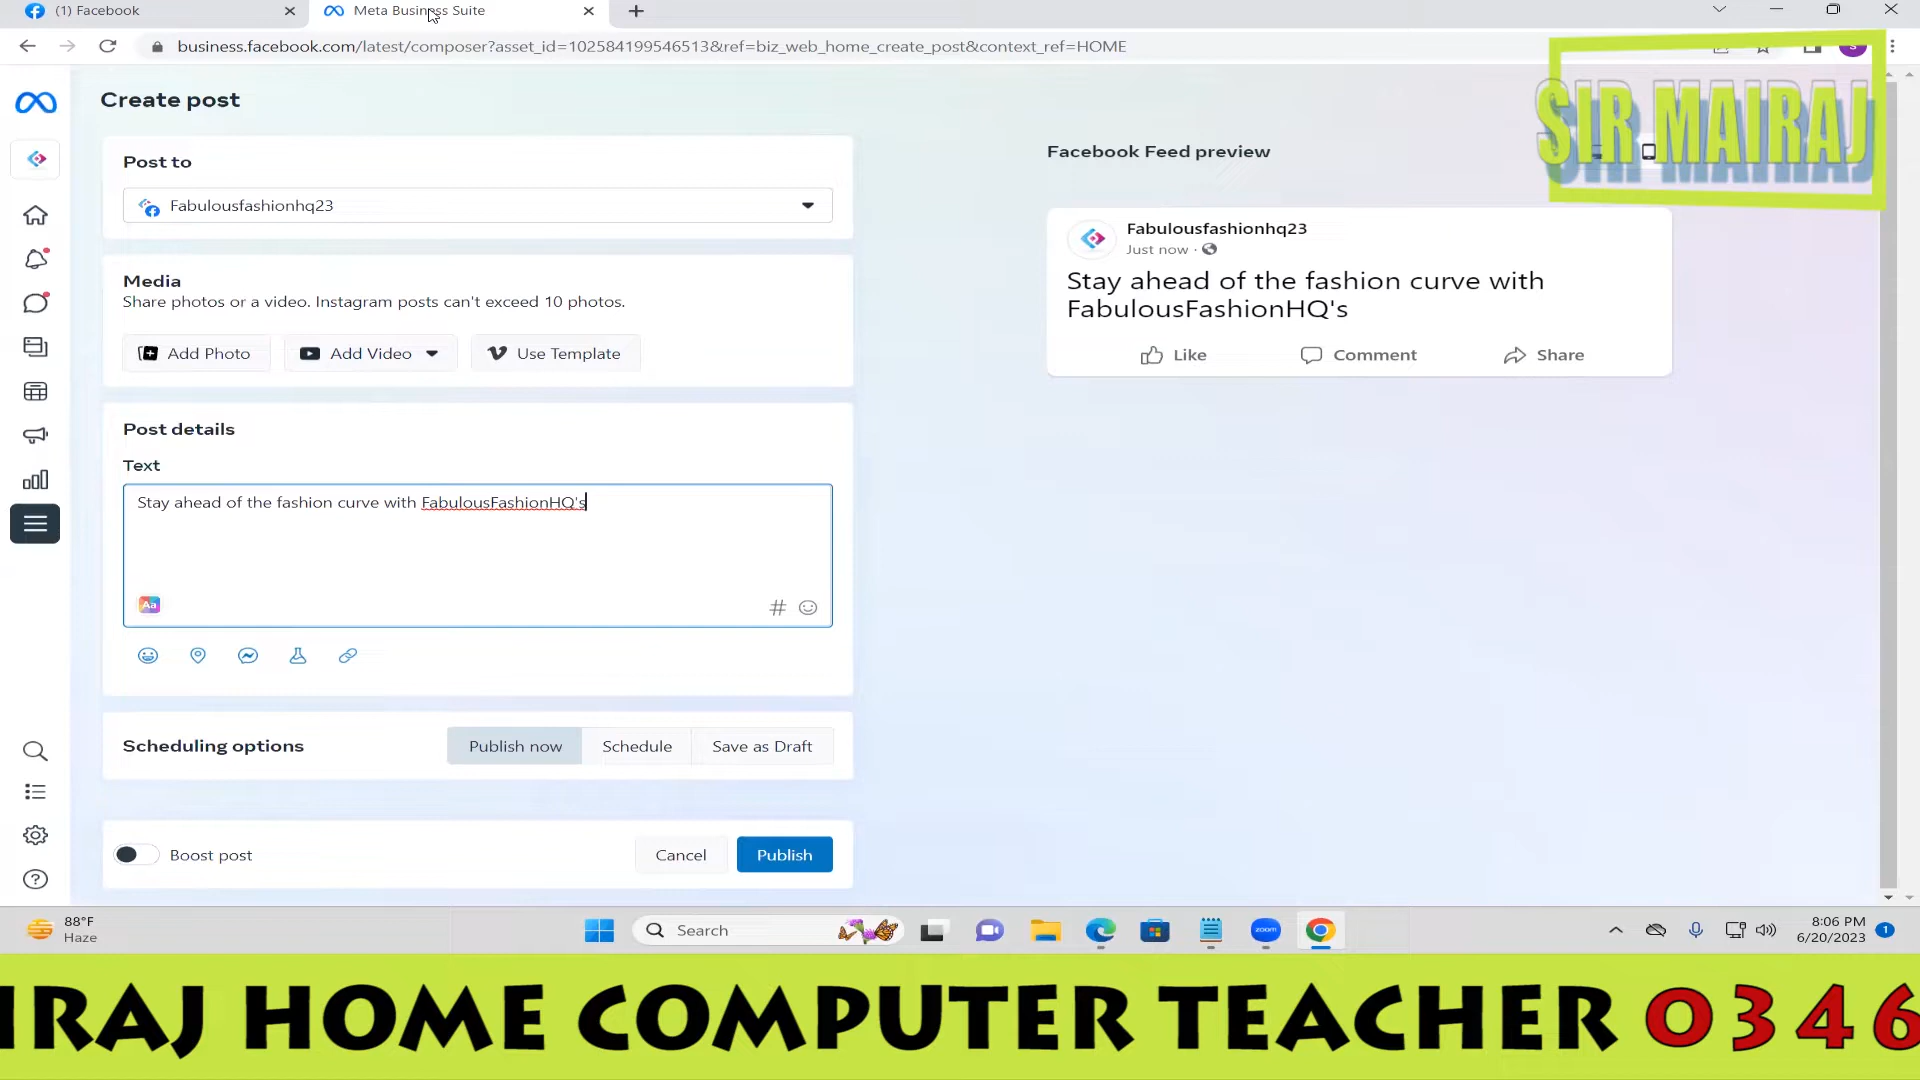 (1) Facebook
Meta Business Suite
business.facebook.com/latest/composer?asset_id=102584199546513&ref=biz_web_home_create_post&context_ref=HOME
SIR MAIRAJ
Create post
Post to
Fabulousfashionhq23
Media
Share photos or a video. Instagram posts can't exceed 10 photos.
Add Photo
Add Video
Use Template
Post details
Text
Stay ahead of the fashion curve with FabulousFashionHQ's
Aa
Scheduling options
Publish now
Schedule
Save as Draft
Boost post
Cancel
Publish
Facebook Feed preview
Fabulousfashionhq23
Just now ·
Stay ahead of the fashion curve with
FabulousFashionHQ's
Like
Comment
Share
88°F
Haze
Search
zoom
8:06 PM
6/20/2023
1
IRAJ HOME COMPUTER TEACHER 0346